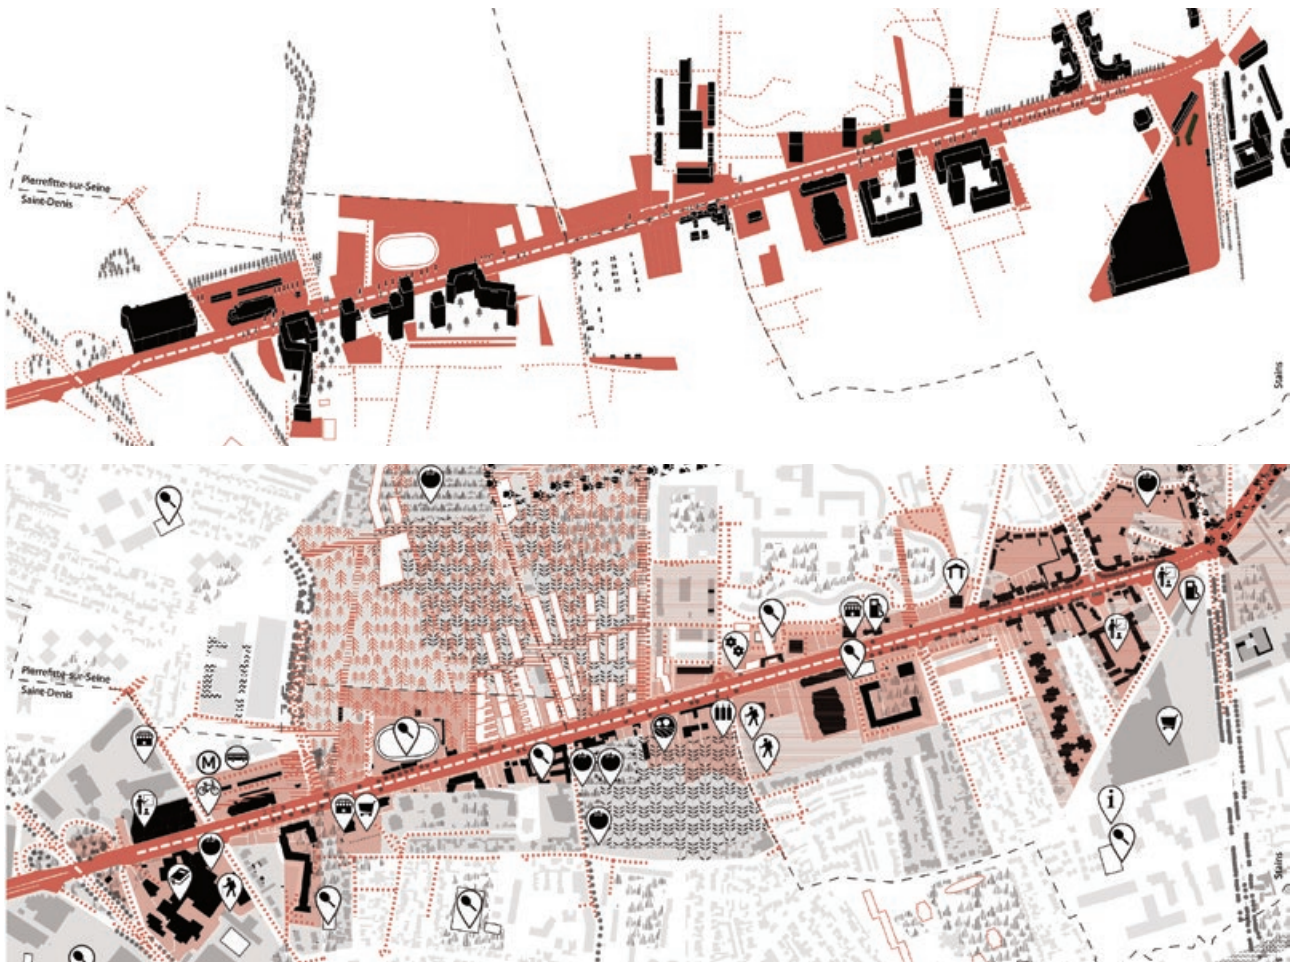 Pierrefitte-sur-Seine
Saint-Denis
Stains
Pierrefitte-sur-Seine
Saint-Denis
M
i
Stains